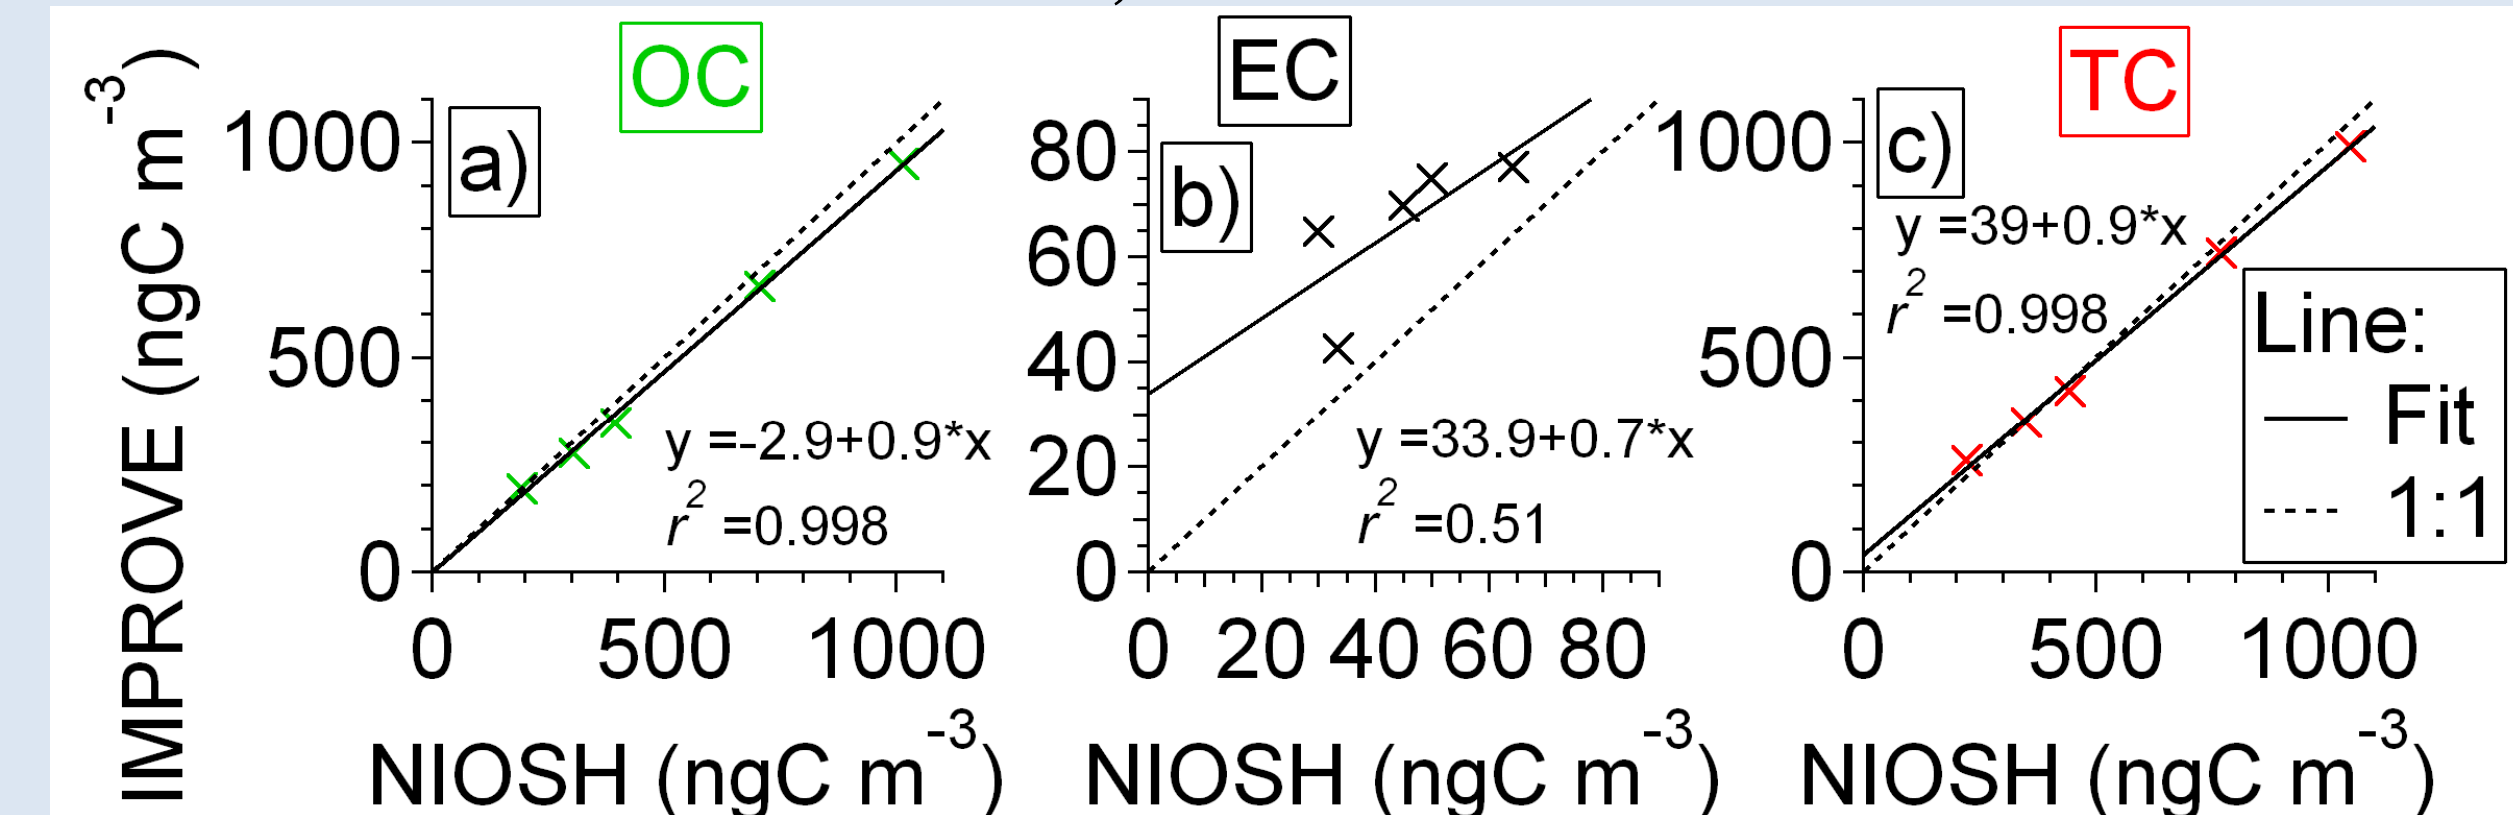 IMPROVE (ngC m⁻³)
OC
a)
1000
500
0
y =-2.9+0.9*x
r² =0.998
0 500 1000
NIOSH (ngC m⁻³)
EC
b)
80
60
40
20
0
y =33.9+0.7*x
r² =0.51
0 20 40 60 80
NIOSH (ngC m⁻³)
TC
c)
1000
500
0
y =39+0.9*x
r² =0.998
0 500 1000
NIOSH (ngC m⁻³)
Line:
Fit
1:1